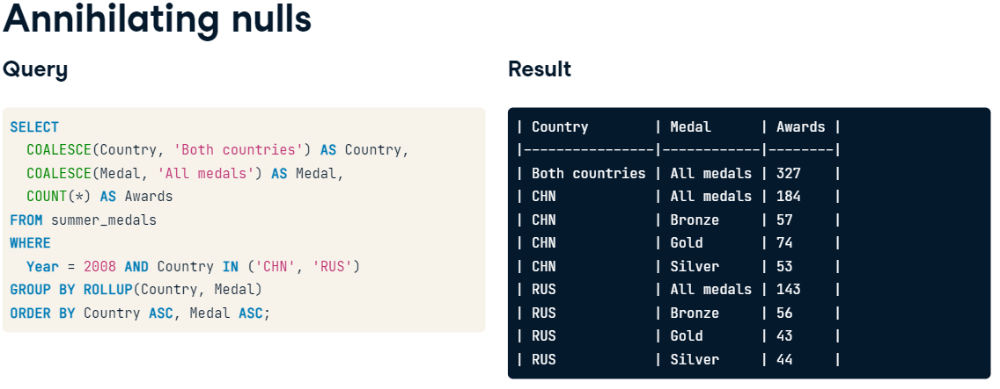 Annihilating nulls
Query
SELECT
COALESCE(Country, 'Both countries') AS Country,
COALESCE(Medal, 'All medals') AS Medal,
COUNT(*) AS Awards
FROM summer_medals
WHERE
Year = 2008 AND Country IN ('CHN', 'RUS')
GROUP BY ROLLUP(Country, Medal)
ORDER BY Country ASC, Medal ASC;
Result
| Country        | Medal      | Awards |
|----------------|------------|--------|
| Both countries | All medals | 327    |
| CHN            | All medals | 184    |
| CHN            | Bronze     | 57     |
| CHN            | Gold       | 74     |
| CHN            | Silver     | 53     |
| RUS            | All medals | 143    |
| RUS            | Bronze     | 56     |
| RUS            | Gold       | 43     |
| RUS            | Silver     | 44     |